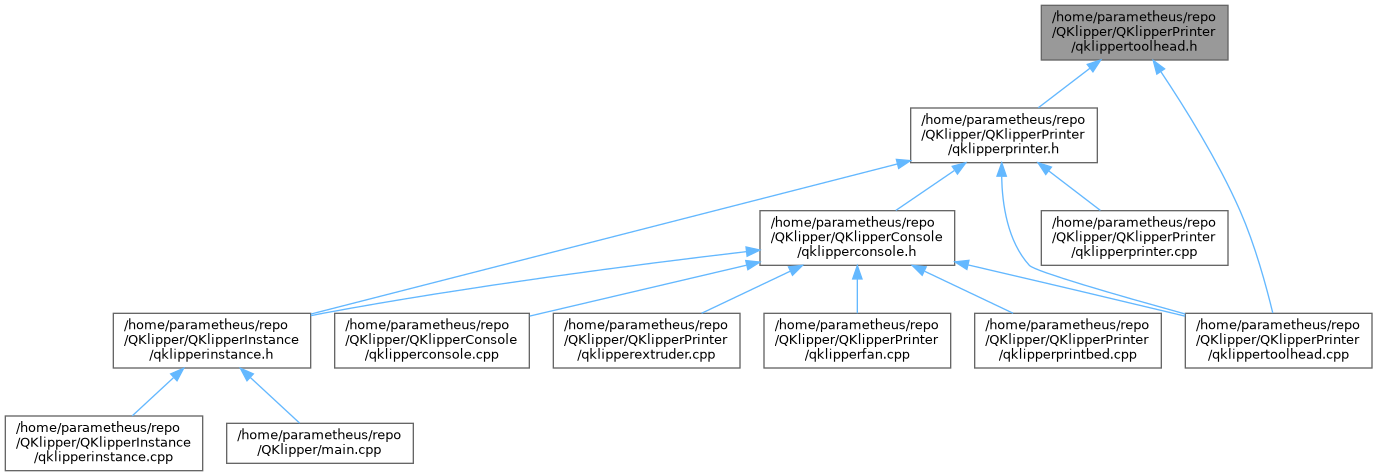 /home/parametheus/repo
/QKlipper/QKlipperPrinter
/qklippertoolhead.h
/home/parametheus/repo
/QKlipper/QKlipperPrinter
/qklipperprinter.h
/home/parametheus/repo
/QKlipper/QKlipperConsole
/qklipperconsole.h
/home/parametheus/repo
/QKlipper/QKlipperPrinter
/qklipperprinter.cpp
/home/parametheus/repo
/QKlipper/QKlipperInstance
/qklipperinstance.h
/home/parametheus/repo
/QKlipper/QKlipperConsole
/qklipperconsole.cpp
/home/parametheus/repo
/QKlipper/QKlipperPrinter
/qklipperextruder.cpp
/home/parametheus/repo
/QKlipper/QKlipperPrinter
/qklipperfan.cpp
/home/parametheus/repo
/QKlipper/QKlipperPrinter
/qklipperprintbed.cpp
/home/parametheus/repo
/QKlipper/QKlipperPrinter
/qklippertoolhead.cpp
/home/parametheus/repo
/QKlipper/QKlipperInstance
/qklipperinstance.cpp
/home/parametheus/repo
/QKlipper/main.cpp